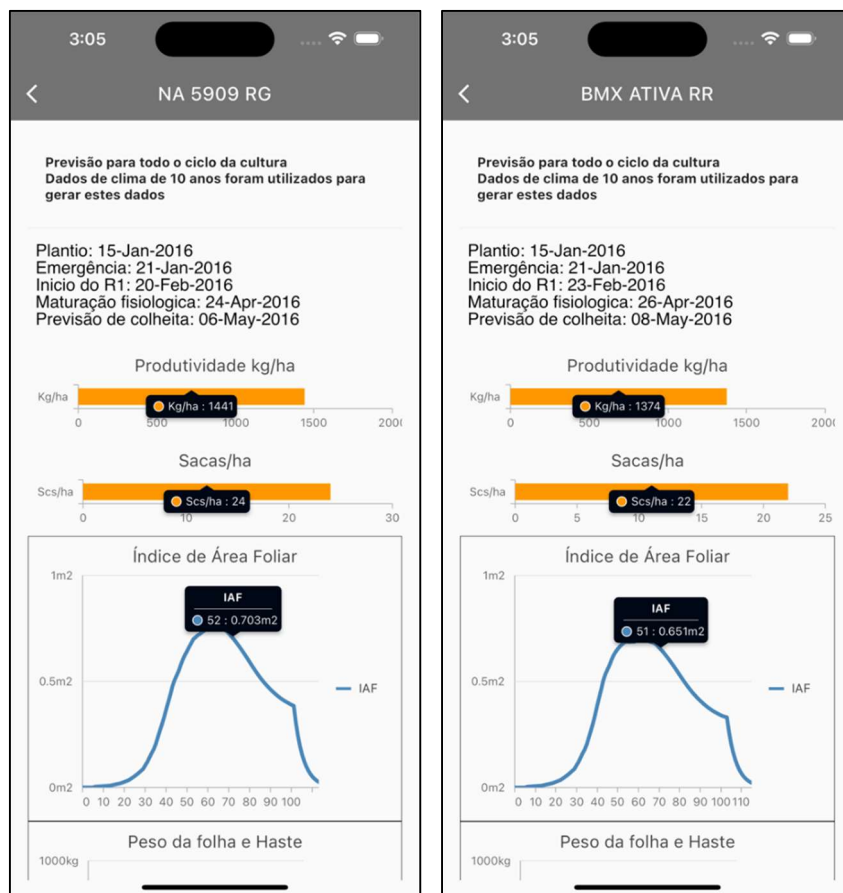 3:05
NA 5909 RG
Previsão para todo o ciclo da cultura
Dados de clima de 10 anos foram utilizados para
gerar estes dados
Plantio: 15-Jan-2016
Emergência: 21-Jan-2016
Inicio do R1: 20-Feb-2016
Maturação fisiologica: 24-Apr-2016
Previsão de colheita: 06-May-2016
Produtividade kg/ha
Kg/ha
Kg/ha : 1441
0 500 1000 1500
Sacas/ha
Scs/ha
Scs/ha : 24
0 10 20 30
Índice de Área Foliar
1m2
IAF
52 : 0.703m2
0.5m2
IAF
0m2
0 10 20 30 40 50 60 70 80 90 100
Peso da folha e Haste
1000kg
3:05
BMX ATIVA RR
Previsão para todo o ciclo da cultura
Dados de clima de 10 anos foram utilizados para
gerar estes dados
Plantio: 15-Jan-2016
Emergência: 21-Jan-2016
Inicio do R1: 23-Feb-2016
Maturação fisiologica: 26-Apr-2016
Previsão de colheita: 08-May-2016
Produtividade kg/ha
Kg/ha
Kg/ha : 1374
0 500 1000 1500
Sacas/ha
Scs/ha
Scs/ha : 22
0 5 10 15 20 25
Índice de Área Foliar
1m2
IAF
51 : 0.651m2
0.5m2
IAF
0m2
0 10 20 30 40 50 60 70 80 90 100 110
Peso da folha e Haste
1000kg